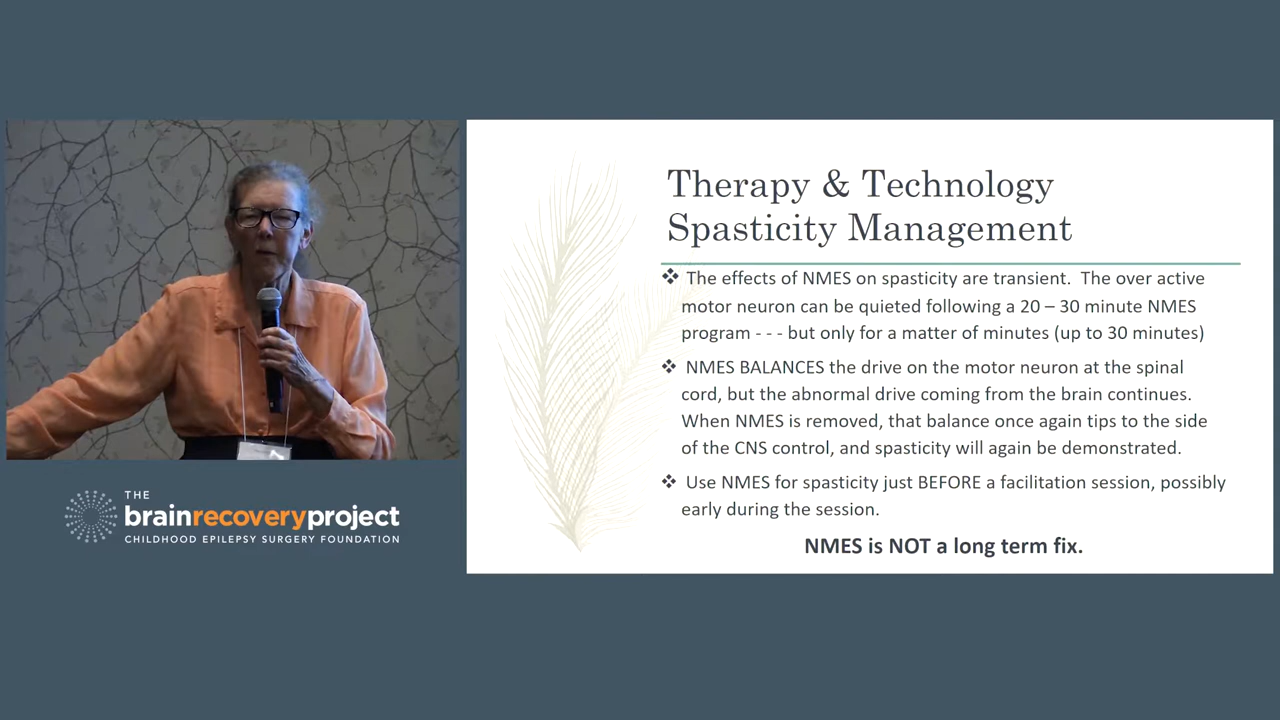 Therapy & Technology
Spasticity Management
❖ The effects of NMES on spasticity are transient. The over active
motor neuron can be quieted following a 20 – 30 minute NMES
program - - - but only for a matter of minutes (up to 30 minutes)
❖ NMES BALANCES the drive on the motor neuron at the spinal
cord, but the abnormal drive coming from the brain continues.
When NMES is removed, that balance once again tips to the side
of the CNS control, and spasticity will again be demonstrated.
❖ Use NMES for spasticity just BEFORE a facilitation session, possibly
early during the session.
NMES is NOT a long term fix.
THE
brainrecoveryproject
CHILDHOOD EPILEPSY SURGERY FOUNDATION